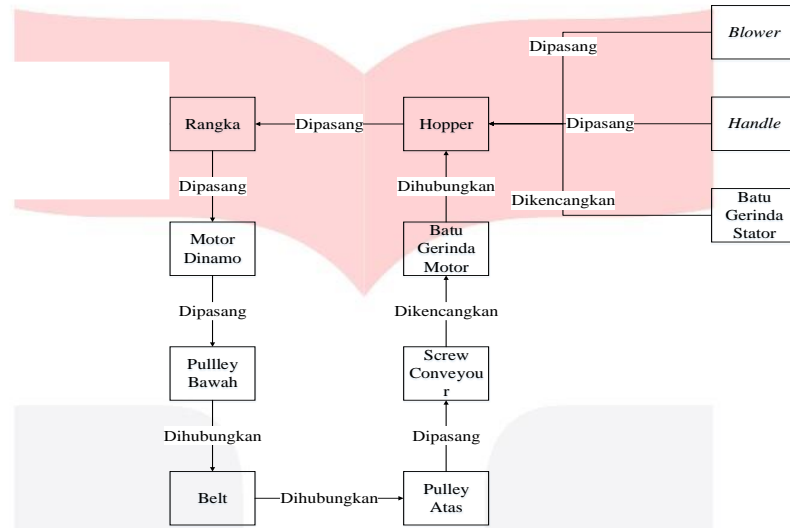 Blower
Dipasang
Rangka
Dipasang
Hopper
Dipasang
Handle
Dipasang
Dihubungkan
Dikencangkan
Batu
Gerinda
Stator
Motor
Dinamo
Batu
Gerinda
Motor
Dipasang
Dikencangkan
Pullley
Bawah
Screw
Conveyou
r
Dihubungkan
Dipasang
Belt
Dihubungkan
Pulley
Atas